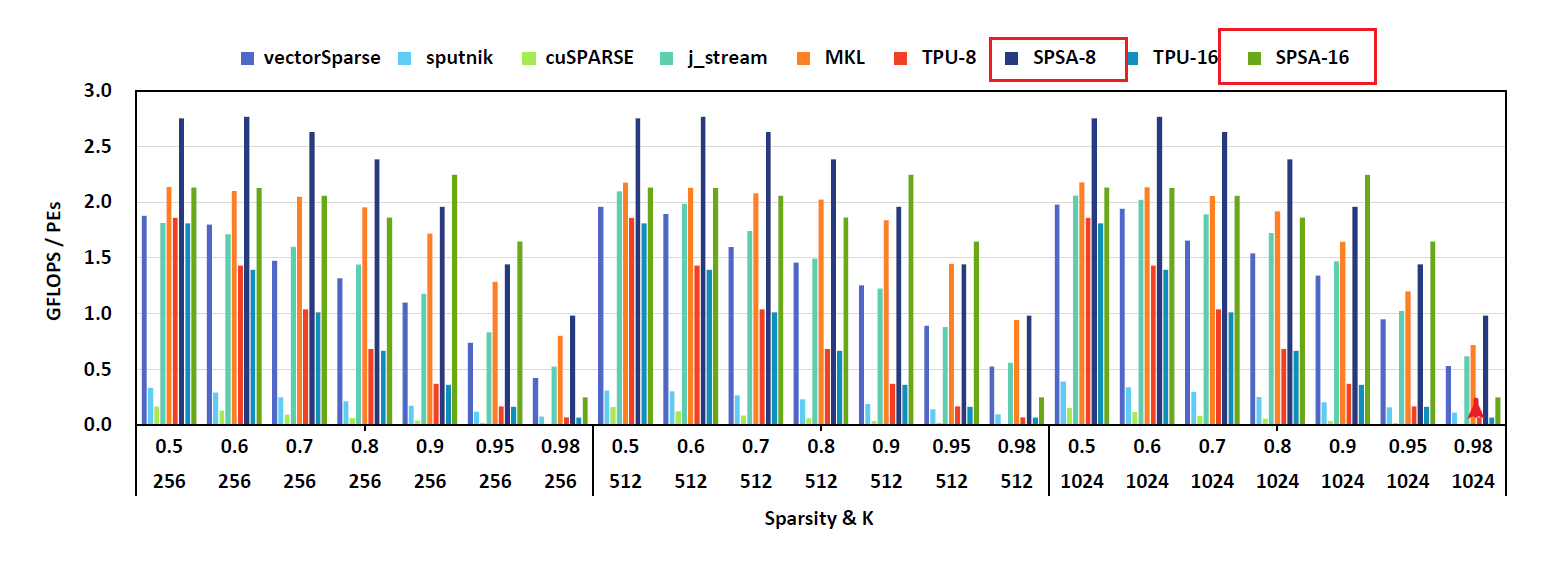 vectorSparse sputnik cuSPARSE j_stream MKL TPU-8 SPSA-8 TPU-16 SPSA-16
3.0
2.5
2.0
1.5
1.0
0.5
0.0
GFLOPS / PEs
0.5 0.6 0.7 0.8 0.9 0.95 0.98 0.5 0.6 0.7 0.8 0.9 0.95 0.98 0.5 0.6 0.7 0.8 0.9 0.95 0.98
256 256 256 256 256 256 256 512 512 512 512 512 512 512 1024 1024 1024 1024 1024 1024 1024
Sparsity & K